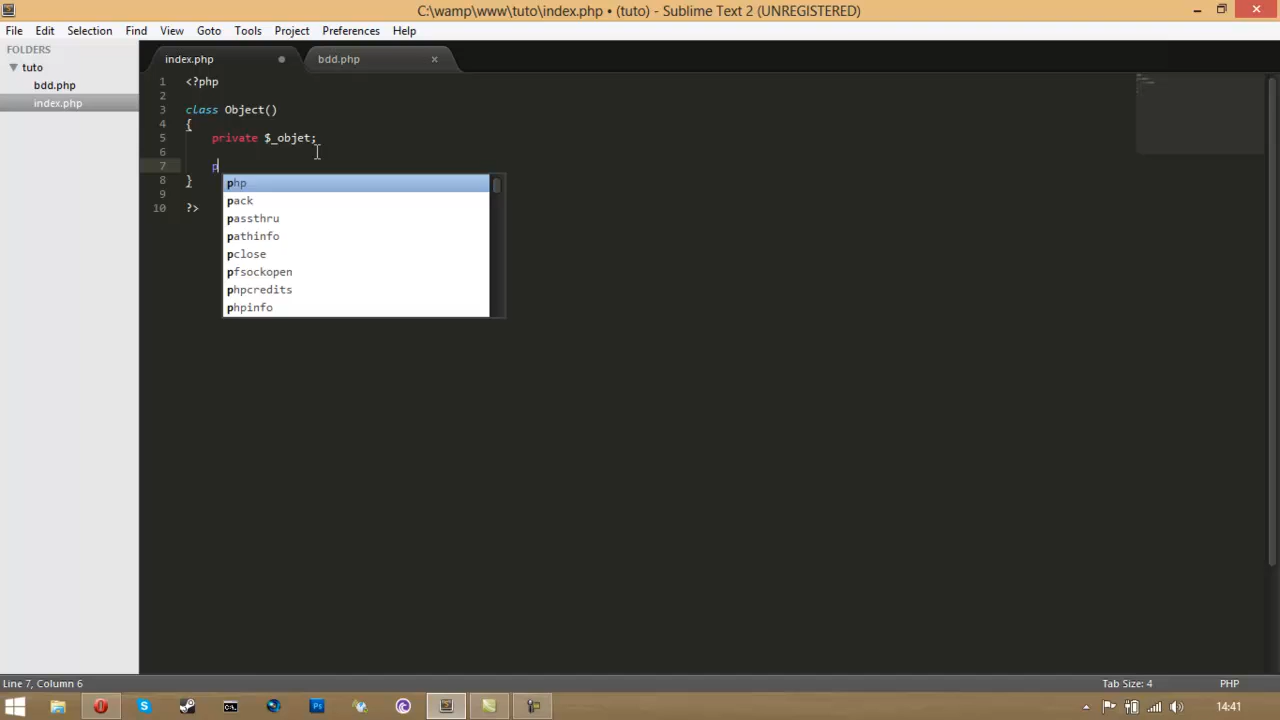 C:\wamp\www\tuto\index.php • (tuto) - Sublime Text 2 (UNREGISTERED)
File Edit Selection Find View Goto Tools Project Preferences Help
FOLDERS
tuto
bdd.php
index.php
index.php
bdd.php
1 <?php
2
3 class Object()
4 {
5 private $_objet;
6
7 p
8 }
9
10 ?>
php
pack
passthru
pathinfo
pclose
pfsockopen
phpcredits
phpinfo
Line 7, Column 6
Tab Size: 4
PHP
14:41